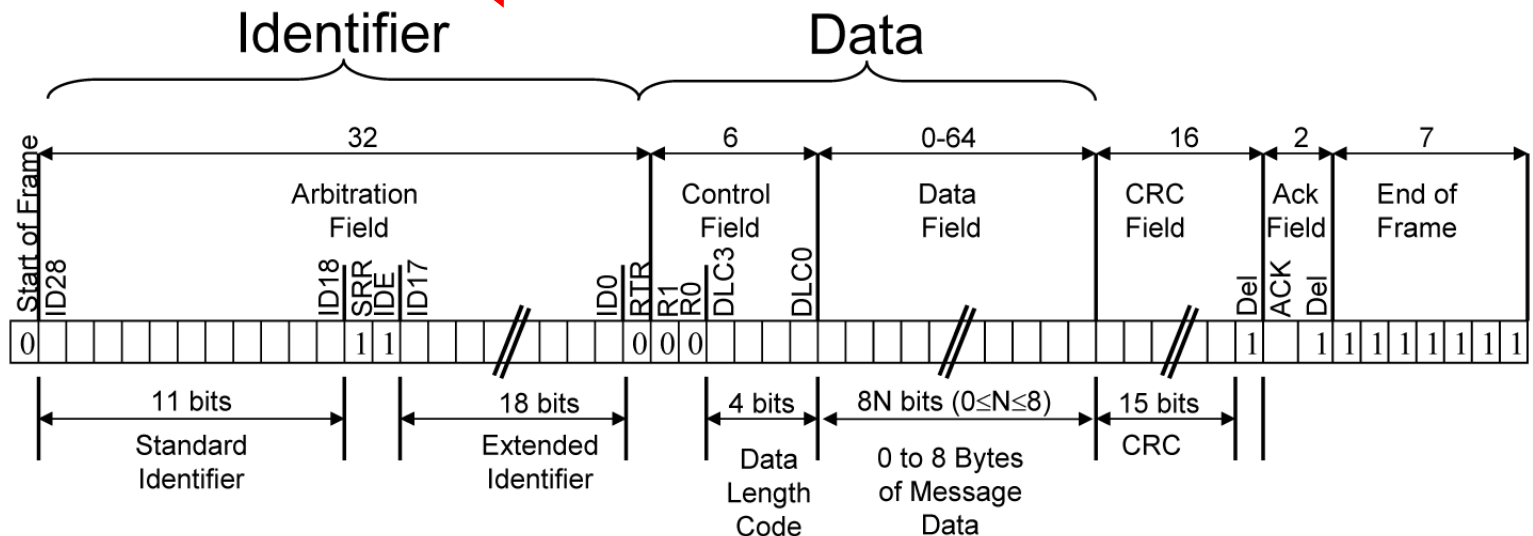 Identifier
Data
32
6
0-64
16
2
7
Start of Frame
Arbitration
Field
Control
Field
Data
Field
CRC
Field
Ack
Field
End of
Frame
ID28
ID18
SRR
IDE
ID17
ID0
RTR
R1
R0
DLC3
DLC0
Del
ACK
Del
0 1 1 0 0 0 1 1 1 1 1 1 1 1 1
11 bits
18 bits
4 bits
8N bits (0≤N≤8)
15 bits
Standard
Identifier
Extended
Identifier
Data
Length
Code
0 to 8 Bytes
of Message
Data
CRC